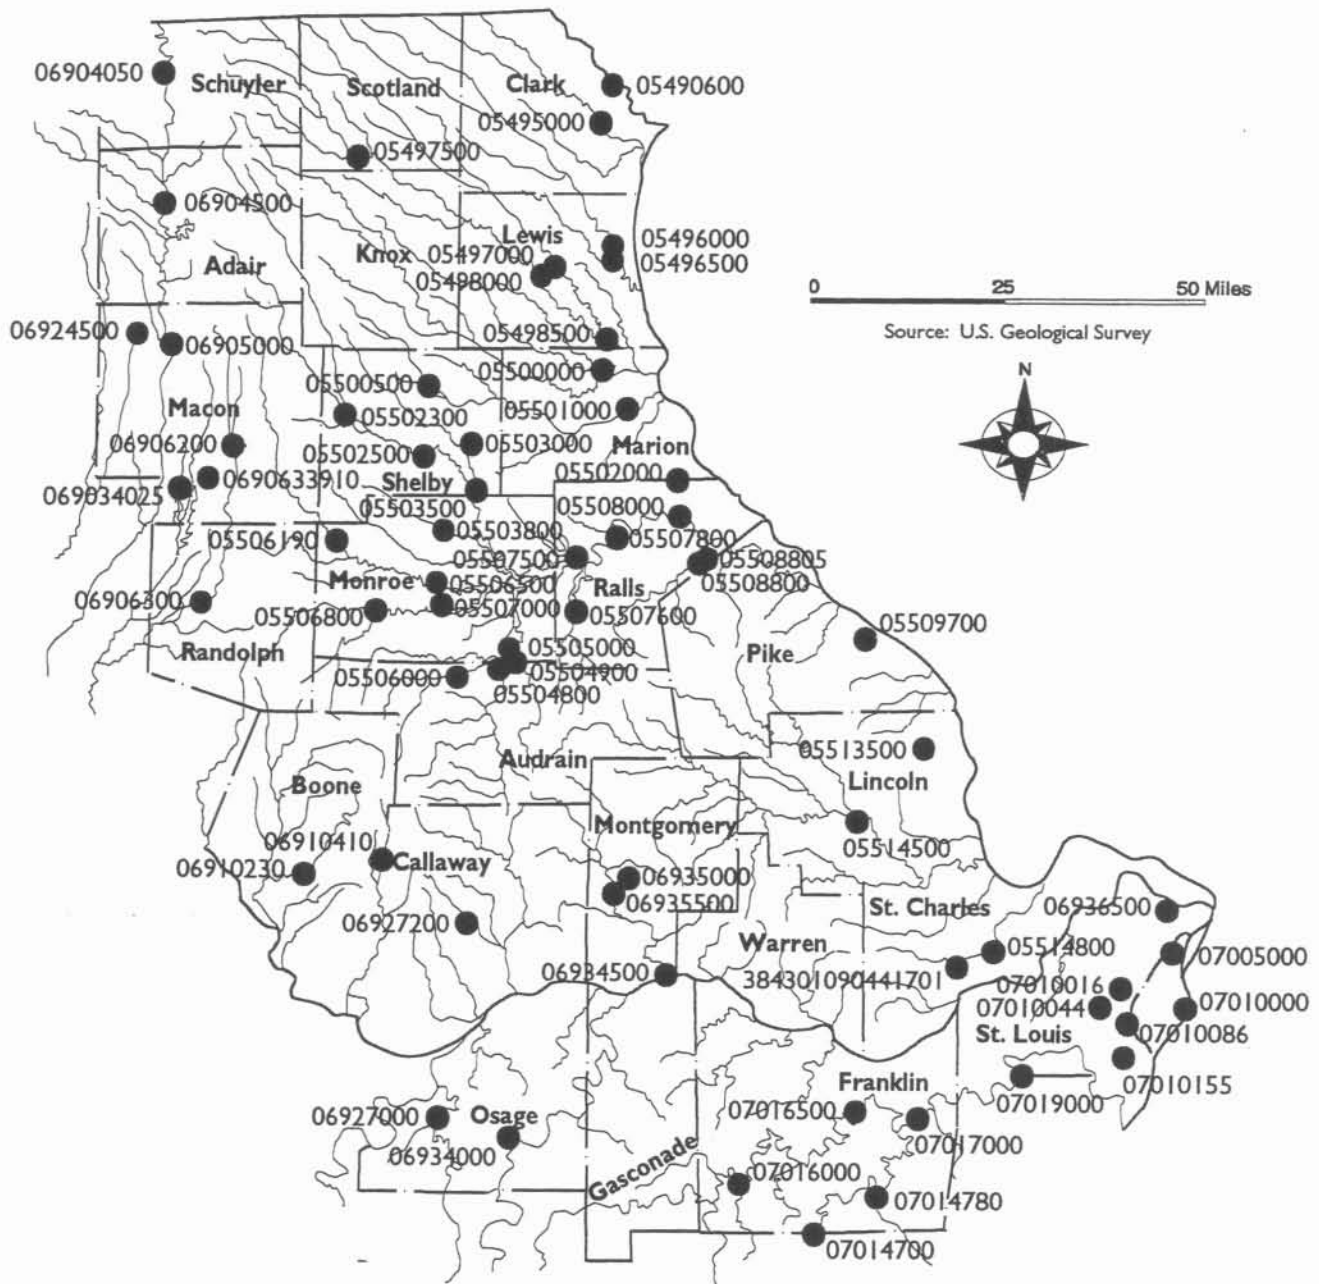 06904050
Schuyler
Scotland
Clark
05490600
05495000
05497500
06904500
Adair
Knox
Lewis
05497000
05498000
05496000
05496500
0 25 50 Miles
Source: U.S. Geological Survey
N
06924500
06905000
05498500
05500000
05500500
05501000
Macon
05502300
06906200
05502500
05503000
Marion
05502000
0690633910
069034025
Shelby
05503500
05508000
05503800
05507800
05506190
05507500
05508805
05508800
Monroe
05506500
Ralls
06906300
05506800
05507000
05507600
05509700
Randolph
05505000
Pike
05506000
05504900
05504800
05513500
Audrain
Lincoln
Boone
Montgomery
05514500
06910410
06910230
Callaway
06935000
06935500
St. Charles
06936500
06927200
Warren
05514800
07005000
06934500
384301090441701
07010016
07010044
07010000
St. Louis
07010086
Franklin
07010155
07019000
06927000
Osage
07016500
07017000
06934000
Gasconade
07016000
07014780
07014700